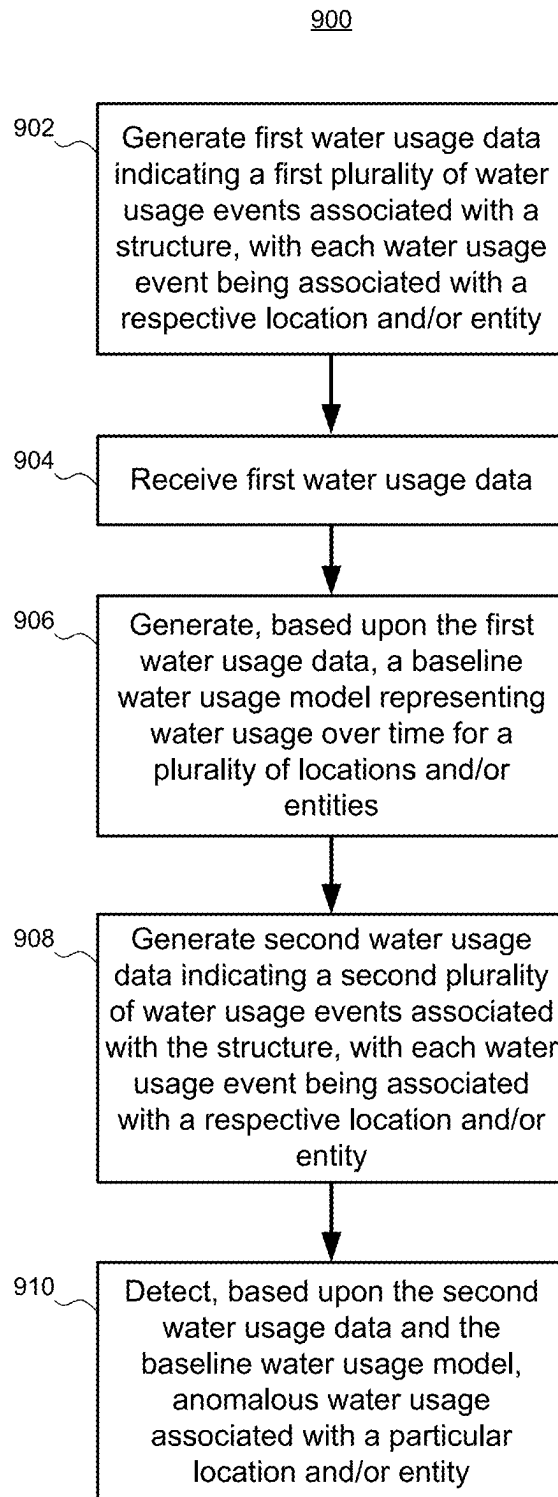 900
902
Generate first water usage data
indicating a first plurality of water
usage events associated with a
structure, with each water usage
event being associated with a
respective location and/or entity
904
Receive first water usage data
906
Generate, based upon the first
water usage data, a baseline
water usage model representing
water usage over time for a
plurality of locations and/or
entities
908
Generate second water usage
data indicating a second plurality
of water usage events associated
with the structure, with each water
usage event being associated
with a respective location and/or
entity
910
Detect, based upon the second
water usage data and the
baseline water usage model,
anomalous water usage
associated with a particular
location and/or entity